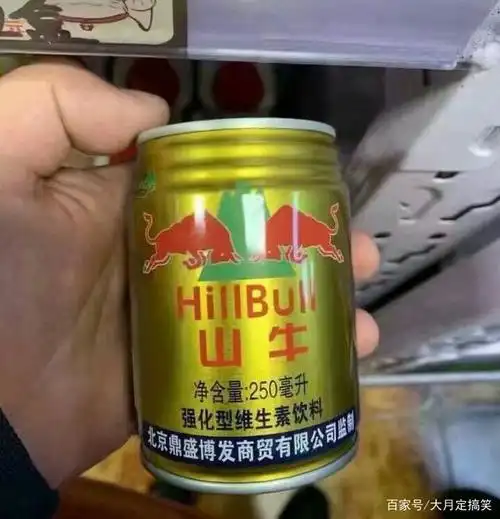 HillBull
山牛
净含量:250毫升
强化型维生素饮料
北京鼎盛博发商贸有限公司监制
百家号/大月定搞笑